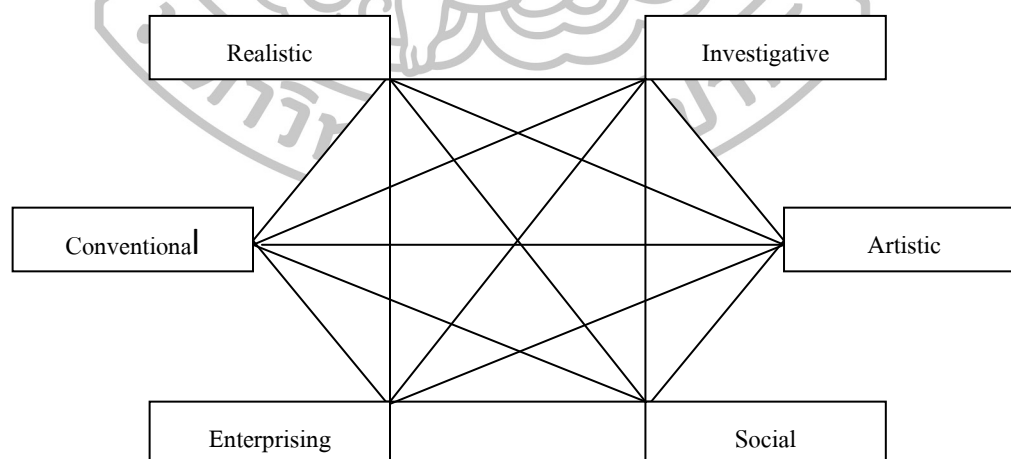 Realistic
Investigative
Conventional
Artistic
Enterprising
Social